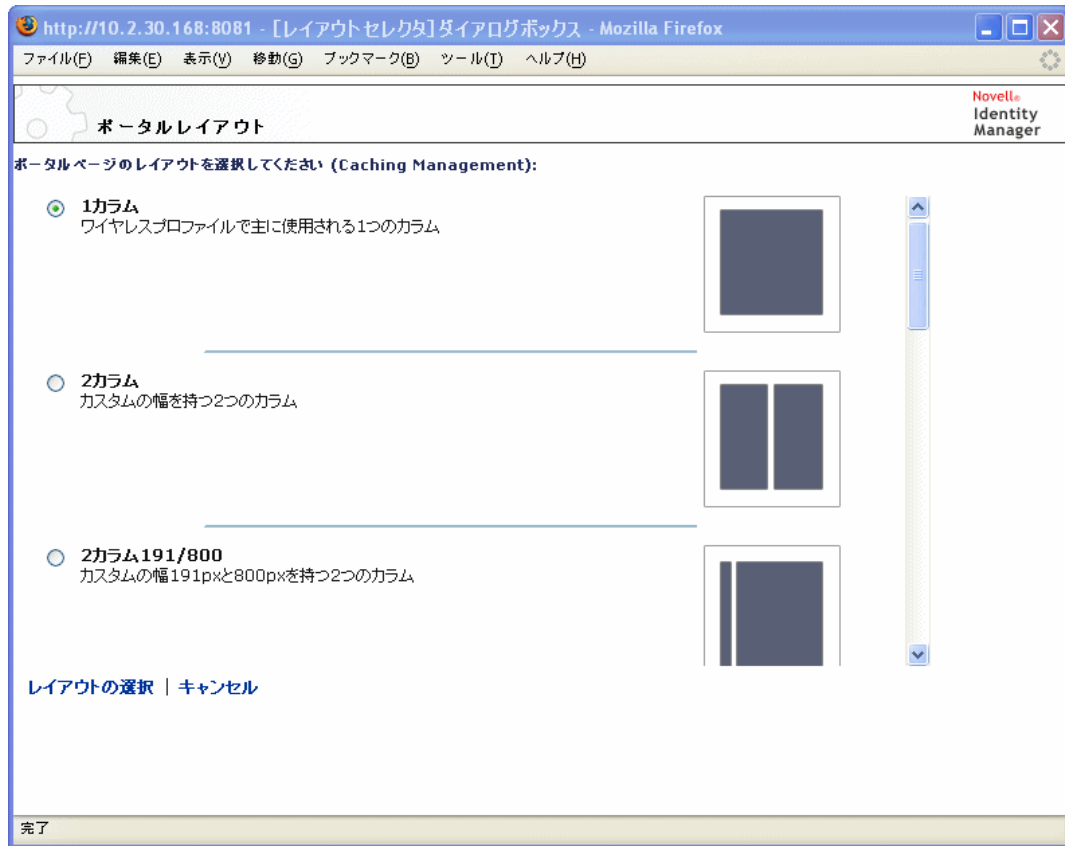 http://10.2.30.168:8081 - [レイアウトセレクタ]ダイアログボックス - Mozilla Firefox
ファイル(F) 編集(E) 表示(V) 移動(G) ブックマーク(B) ツール(T) ヘルプ(H)
ポータルレイアウト
Novell®
Identity
Manager
ポータルページのレイアウトを選択してください (Caching Management):
1カラム
ワイヤレスプロファイルで主に使用される1つのカラム
2カラム
カスタムの幅を持つ2つのカラム
2カラム191/800
カスタムの幅191pxと800pxを持つ2つのカラム
レイアウトの選択 | キャンセル
完了